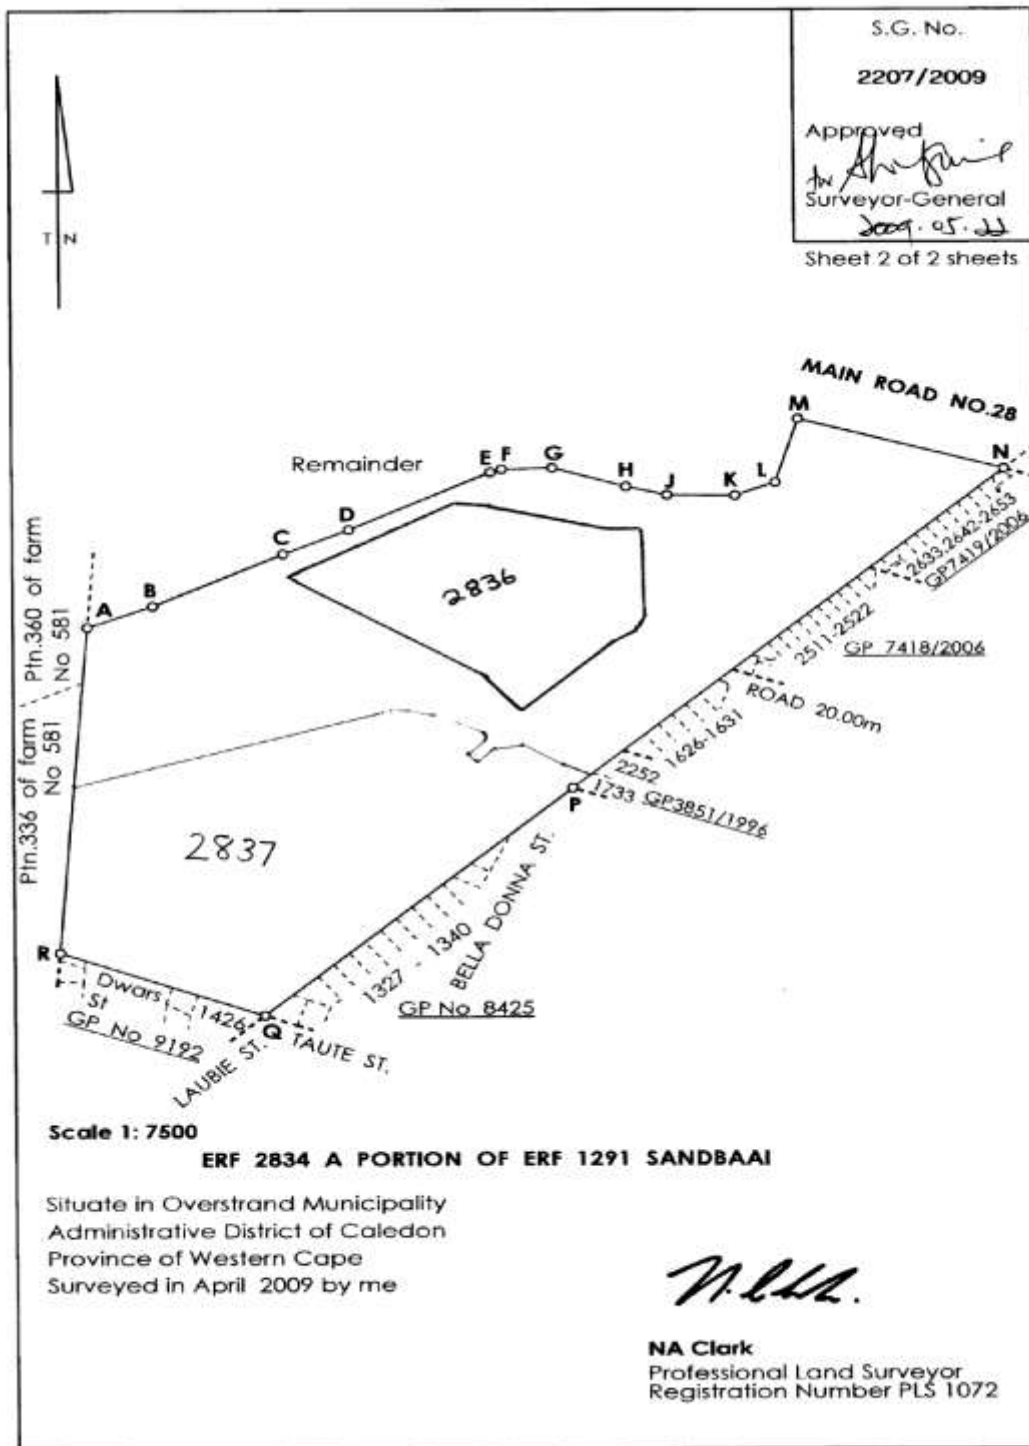 S.G. No.
2207/2009
Approved
for
Surveyor-General
2009.05.22
Sheet 2 of 2 sheets
T N
MAIN ROAD NO.28
M
N
Remainder
E F G
H
J
K
L
D
C
B
A
Ptn.360 of farm
No 581
Ptn.336 of farm
No 581
2836
2633,2642-2653
GP7419/2006
2511-2522
GP 7418/2006
ROAD 20.00m
1626-1631
2252
1733 GP3851/1996
P
2837
BELLA DONNA ST.
1327 - 1340
GP No 8425
R
Dwars
St
1426
GP No 9192
Q
TAUTE ST.
LAUBIE ST.
Scale 1: 7500
ERF 2834 A PORTION OF ERF 1291 SANDBAAI
Situate in Overstrand Municipality
Administrative District of Caledon
Province of Western Cape
Surveyed in April 2009 by me
NA Clark
Professional Land Surveyor
Registration Number PLS 1072